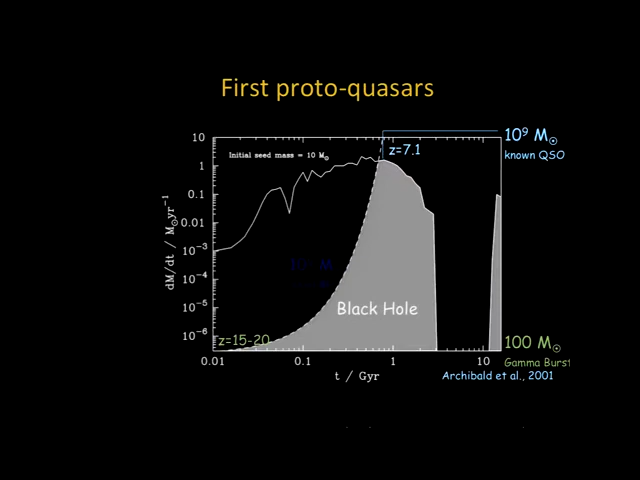 First proto-quasars
10⁹ M☉
known QSO
z=7.1
Initial seed mass = 10 M☉
10
1
0.1
0.01
10⁻³
10⁻⁴
10⁻⁵
10⁻⁶
dM/dt / M☉yr⁻¹
Black Hole
z=15-20
100 M☉
Gamma Burst
0.01
0.1
1
10
t / Gyr
Archibald et al., 2001